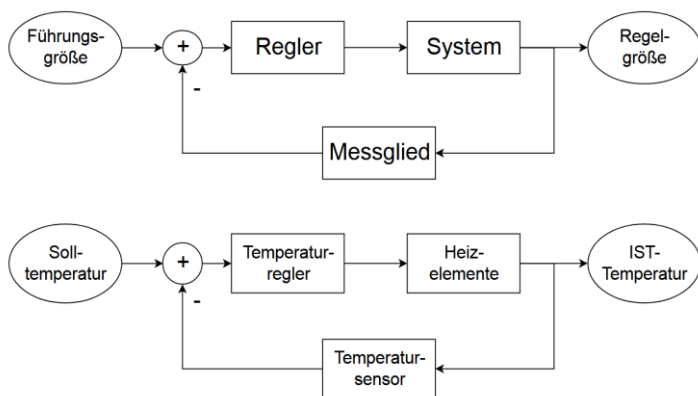 Führungs-
größe
+
Regler
System
Regel-
größe
-
Messglied
Soll-
temperatur
+
Temperatur-
regler
Heiz-
elemente
IST-
Temperatur
-
Temperatur-
sensor